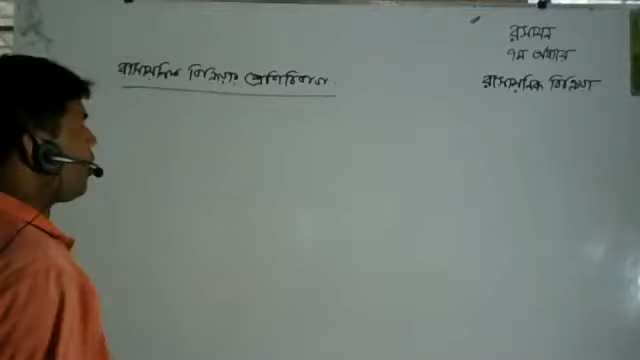 রাসায়নিক বিক্রিয়ার শ্রেণিবিভাগ
রসায়ন
৭ম অধ্যায়
রাসায়নিক বিক্রিয়া